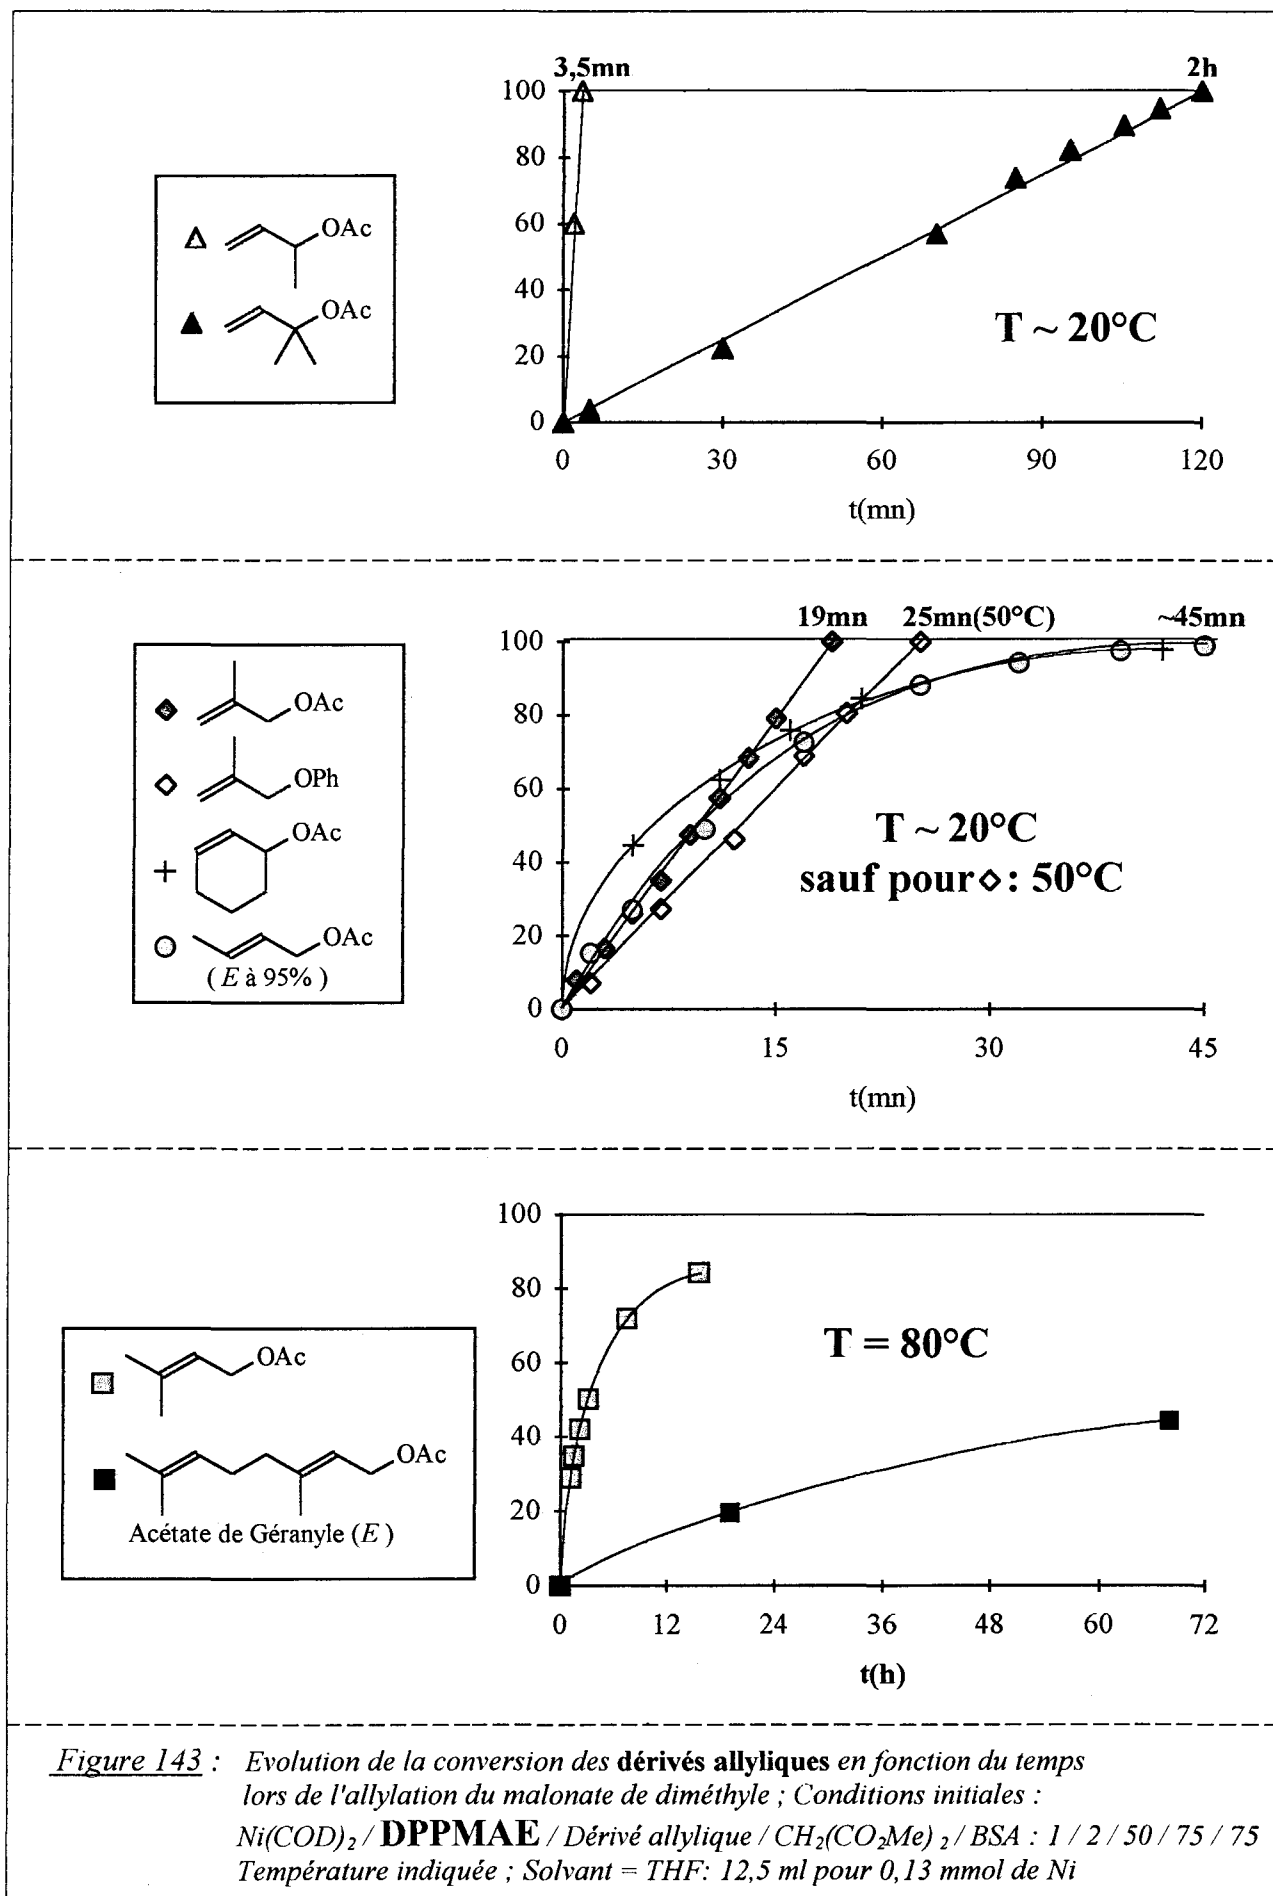 3,5mn
2h
100
80
60
40
20
0
OAc
OAc
T ~ 20°C
0 30 60 90 120
t(mn)
19mn 25mn(50°C) ~45mn
100
80
60
40
20
0
OAc
OPh
OAc
OAc
( E à 95% )
T ~ 20°C
sauf pour : 50°C
0 15 30 45
t(mn)
100
80
60
40
20
0
OAc
OAc
Acétate de Géranyle (E )
T = 80°C
0 12 24 36 48 60 72
t(h)
Figure 143 : Evolution de la conversion des dérivés allyliques en fonction du temps
lors de l'allylation du malonate de diméthyle ; Conditions initiales :
Ni(COD)₂ / DPPMAE / Dérivé allylique / CH₂(CO₂Me)₂ / BSA : 1 / 2 / 50 / 75 / 75
Température indiquée ; Solvant = THF: 12,5 ml pour 0,13 mmol de Ni